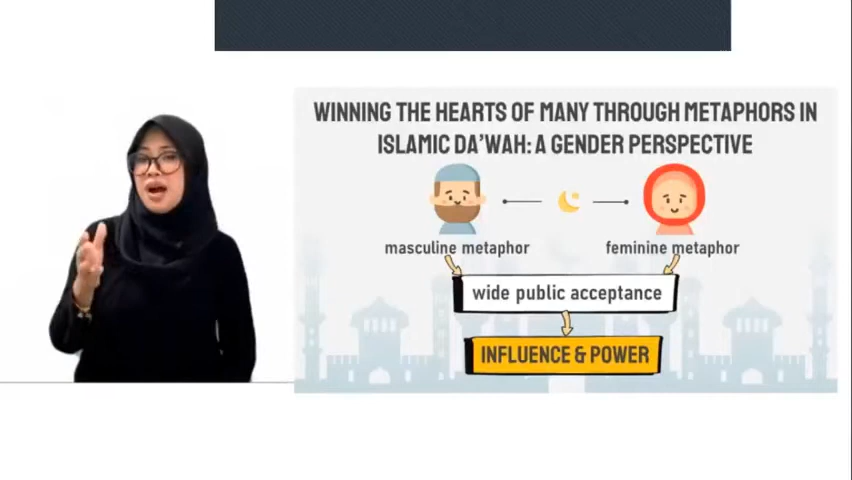 WINNING THE HEARTS OF MANY THROUGH METAPHORS IN
ISLAMIC DA'WAH: A GENDER PERSPECTIVE
masculine metaphor
feminine metaphor
wide public acceptance
INFLUENCE & POWER